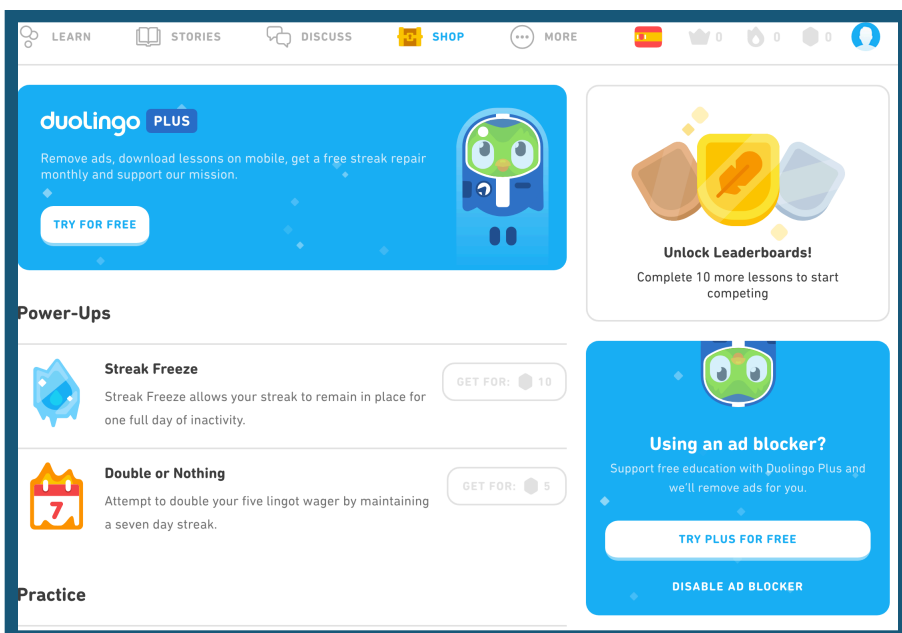 LEARN
STORIES
DISCUSS
SHOP
MORE
0
0
0
duolingo PLUS
Remove ads, download lessons on mobile, get a free streak repair
monthly and support our mission.
TRY FOR FREE
Unlock Leaderboards!
Complete 10 more lessons to start
competing
Power-Ups
Streak Freeze
Streak Freeze allows your streak to remain in place for
one full day of inactivity.
GET FOR: 10
Double or Nothing
Attempt to double your five lingot wager by maintaining
a seven day streak.
7
GET FOR: 5
Using an ad blocker?
Support free education with Duolingo Plus and
we'll remove ads for you.
TRY PLUS FOR FREE
DISABLE AD BLOCKER
Practice